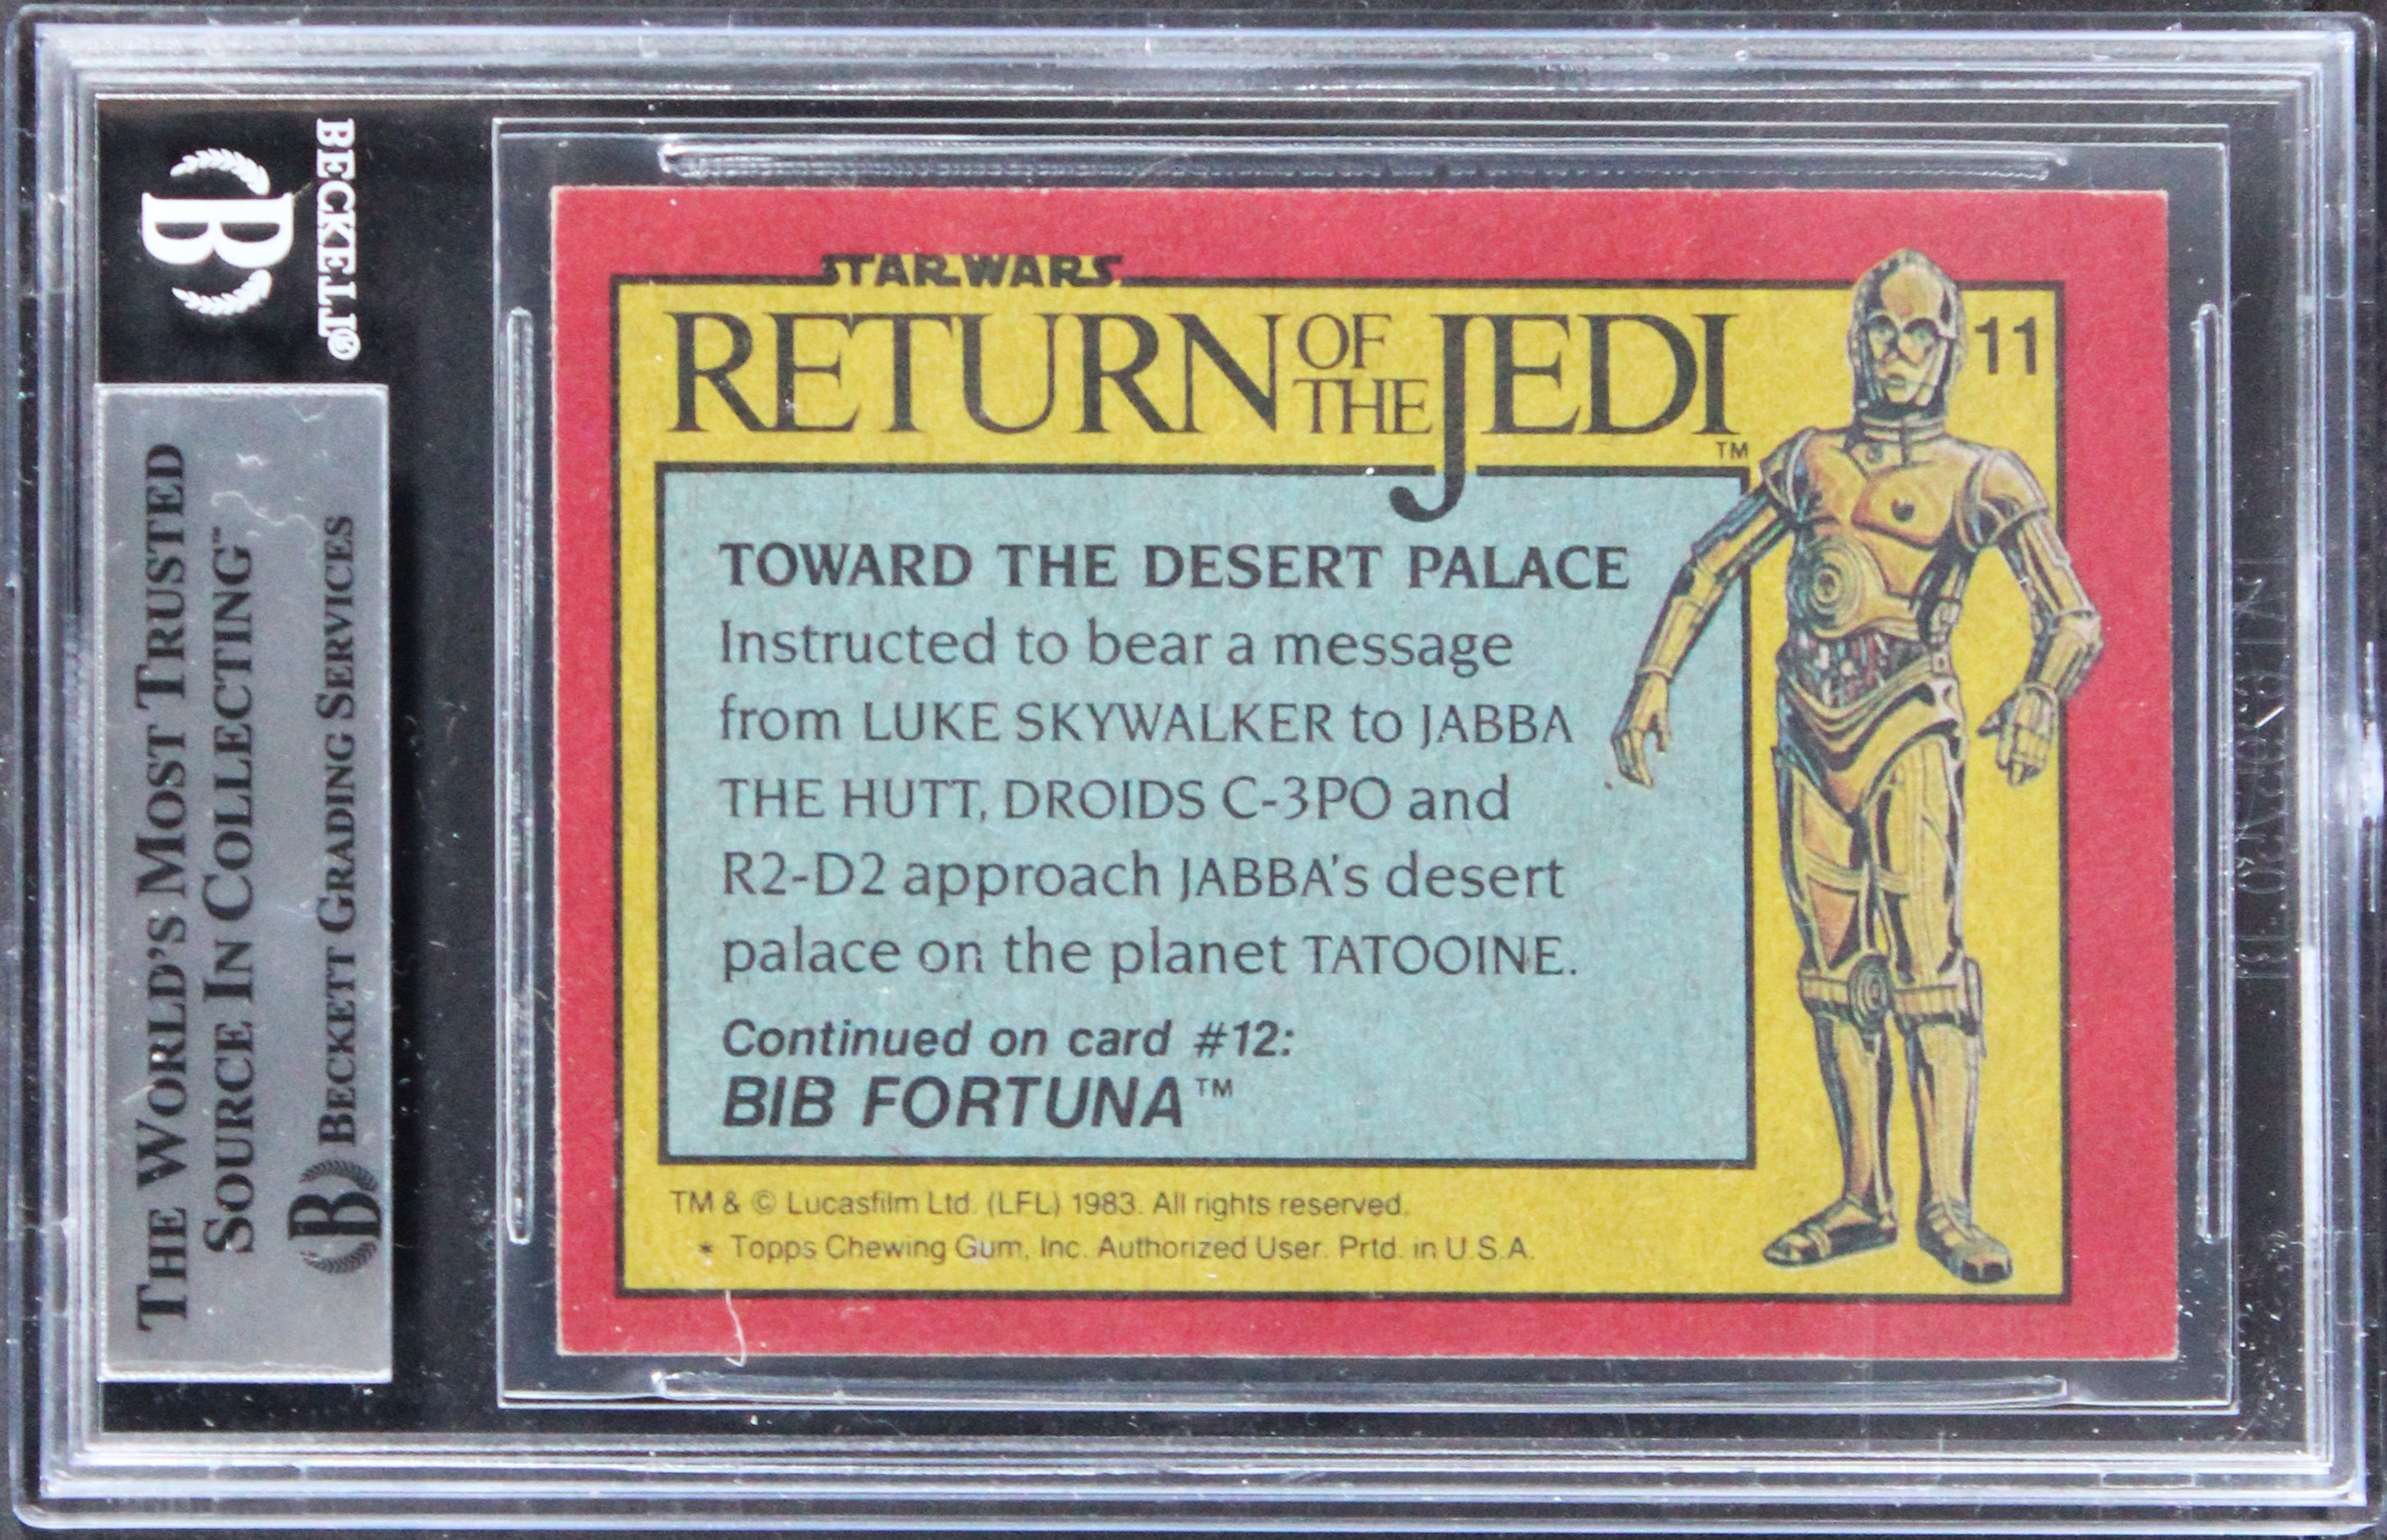 BECKETT®
B
THE WORLD'S MOST TRUSTED
SOURCE IN COLLECTING™
B BECKETT GRADING SERVICES
STAR WARS
RETURN OF THE JEDI™
11
TOWARD THE DESERT PALACE
Instructed to bear a message
from LUKE SKYWALKER to JABBA
THE HUTT, DROIDS C-3PO and
R2-D2 approach JABBA's desert
palace on the planet TATOOINE.
Continued on card #12:
BIB FORTUNA™
TM & © Lucasfilm Ltd. (LFL) 1983. All rights reserved.
* Topps Chewing Gum, Inc. Authorized User. Prtd. in U.S.A.